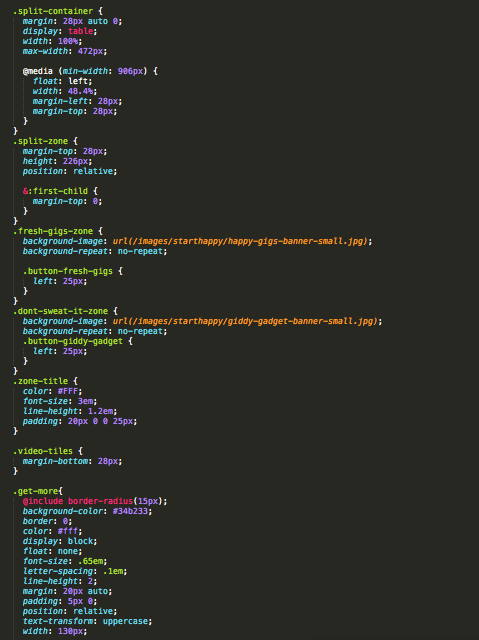 .split-container {
margin: 28px auto 0;
display: table;
width: 100%;
max-width: 472px;
@media (min-width: 906px) {
float: left;
width: 48.4%;
margin-left: 28px;
margin-top: 28px;
}
}
.split-zone {
margin-top: 28px;
height: 226px;
position: relative;
&:first-child {
margin-top: 0;
}
}
.fresh-gigs-zone {
background-image: url(/images/starthappy/happy-gigs-banner-small.jpg);
background-repeat: no-repeat;
.button-fresh-gigs {
left: 25px;
}
}
.dont-sweat-it-zone {
background-image: url(/images/starthappy/giddy-gadget-banner-small.jpg);
background-repeat: no-repeat;
.button-giddy-gadget {
left: 25px;
}
}
.zone-title {
color: #FFF;
font-size: 3em;
line-height: 1.2em;
padding: 20px 0 0 25px;
}
.video-tiles {
margin-bottom: 28px;
}
.get-more{
@include border-radius(15px);
background-color: #34b233;
border: 0;
color: #fff;
display: block;
float: none;
font-size: .65em;
letter-spacing: .1em;
line-height: 2;
margin: 20px auto;
padding: 5px 0;
position: relative;
text-transform: uppercase;
width: 130px;